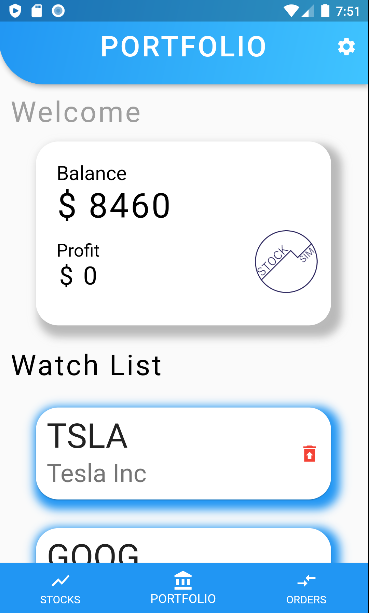 7:51
PORTFOLIO
Welcome
Balance
$ 8460
Profit
$ 0
STOCK
SIM
Watch List
TSLA
Tesla Inc
GOOG
STOCKS
PORTFOLIO
ORDERS